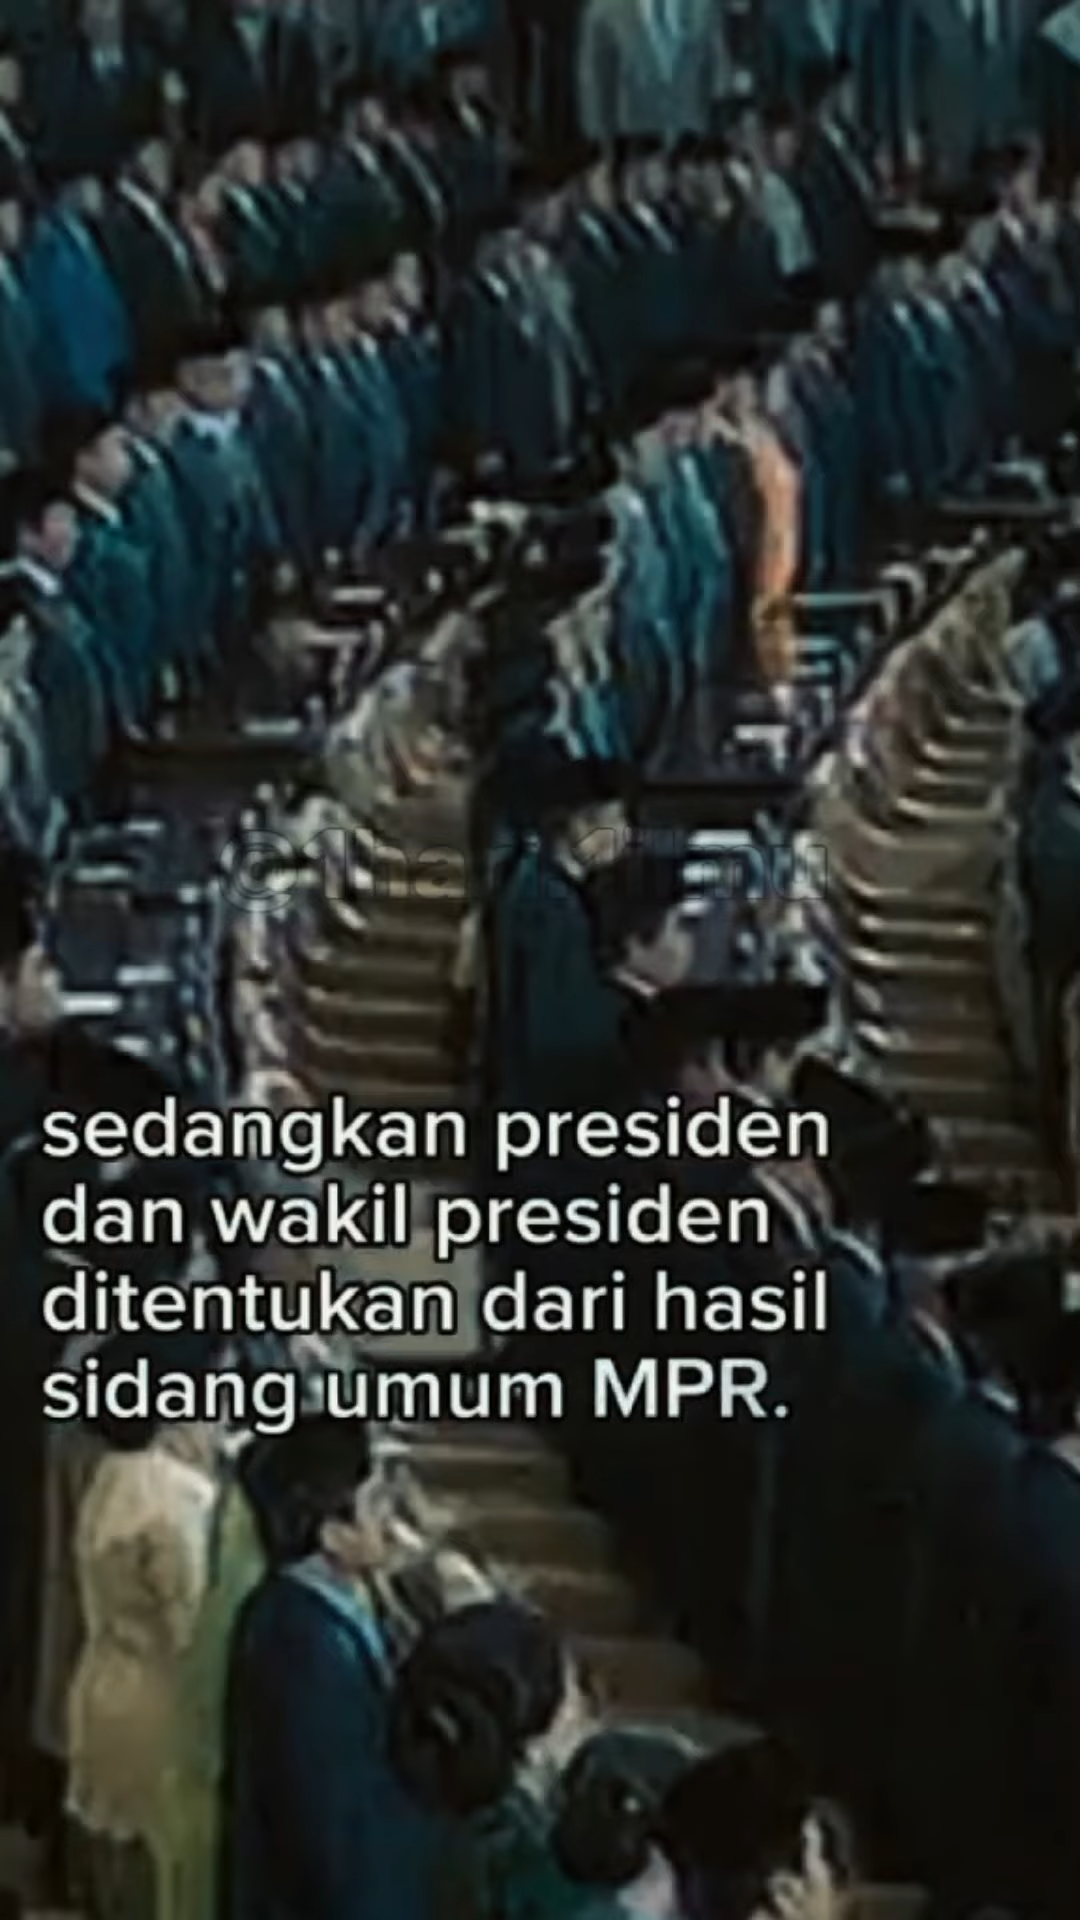 sedangkan presiden
dan wakil presiden
ditentukan dari hasil
sidang umum MPR.